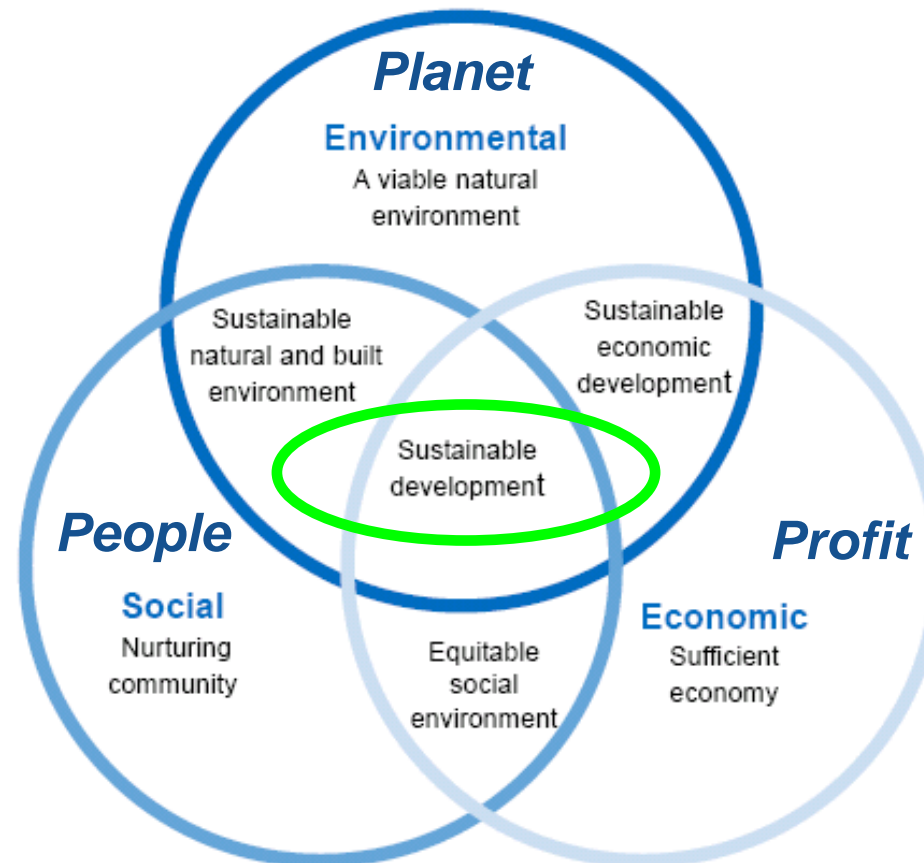 Planet
Environmental
A viable natural
environment
Sustainable
natural and built
environment
Sustainable
economic
development
Sustainable
development
People
Social
Nurturing
community
Profit
Economic
Sufficient
economy
Equitable
social
environment